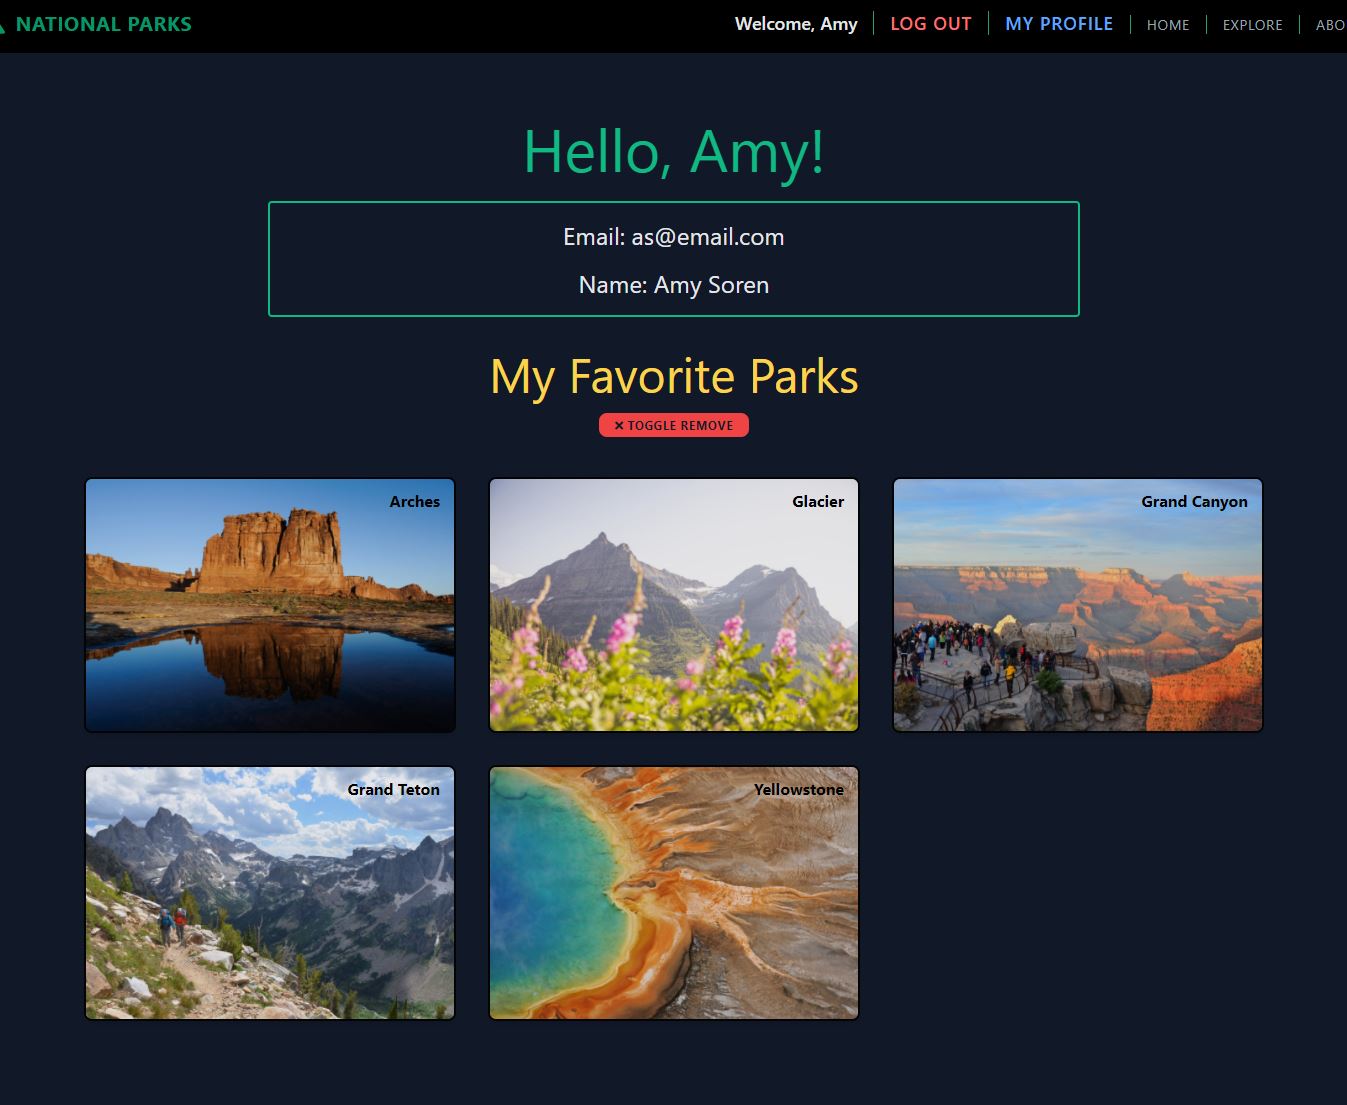 NATIONAL PARKS
Welcome, Amy
LOG OUT
MY PROFILE
HOME
EXPLORE
ABO
Hello, Amy!
Email: as@email.com
Name: Amy Soren
My Favorite Parks
✕ TOGGLE REMOVE
Arches
Glacier
Grand Canyon
Grand Teton
Yellowstone